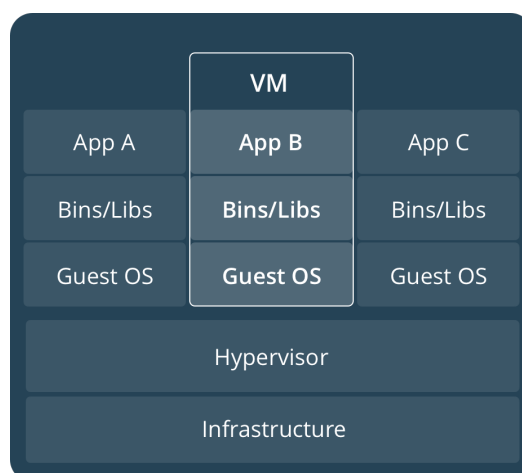 VM
App A App B App C
Bins/Libs Bins/Libs Bins/Libs
Guest OS Guest OS Guest OS
Hypervisor
Infrastructure